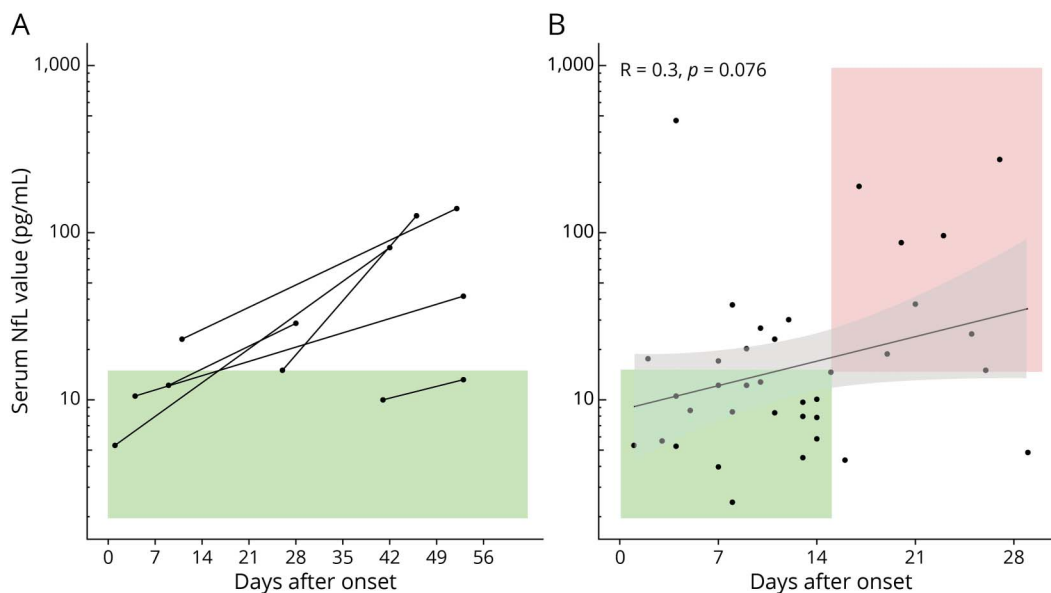 A
Serum NfL value (pg/mL)
1,000
100
10
0 7 14 21 28 35 42 49 56
Days after onset
B
R = 0.3, p = 0.076
1,000
100
10
0 7 14 21 28
Days after onset